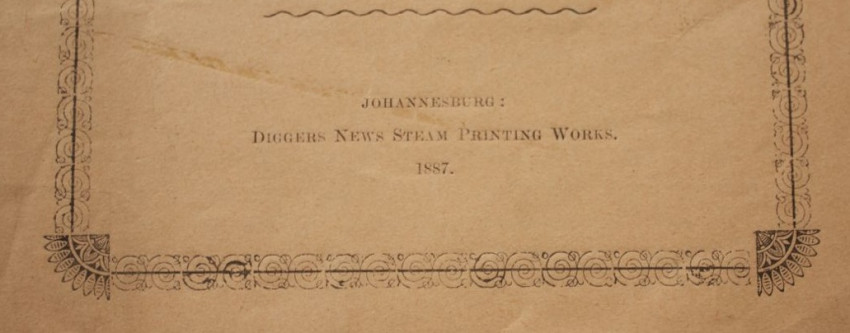 JOHANNESBURG:
DIGGERS NEWS STEAM PRINTING WORKS.
1887.